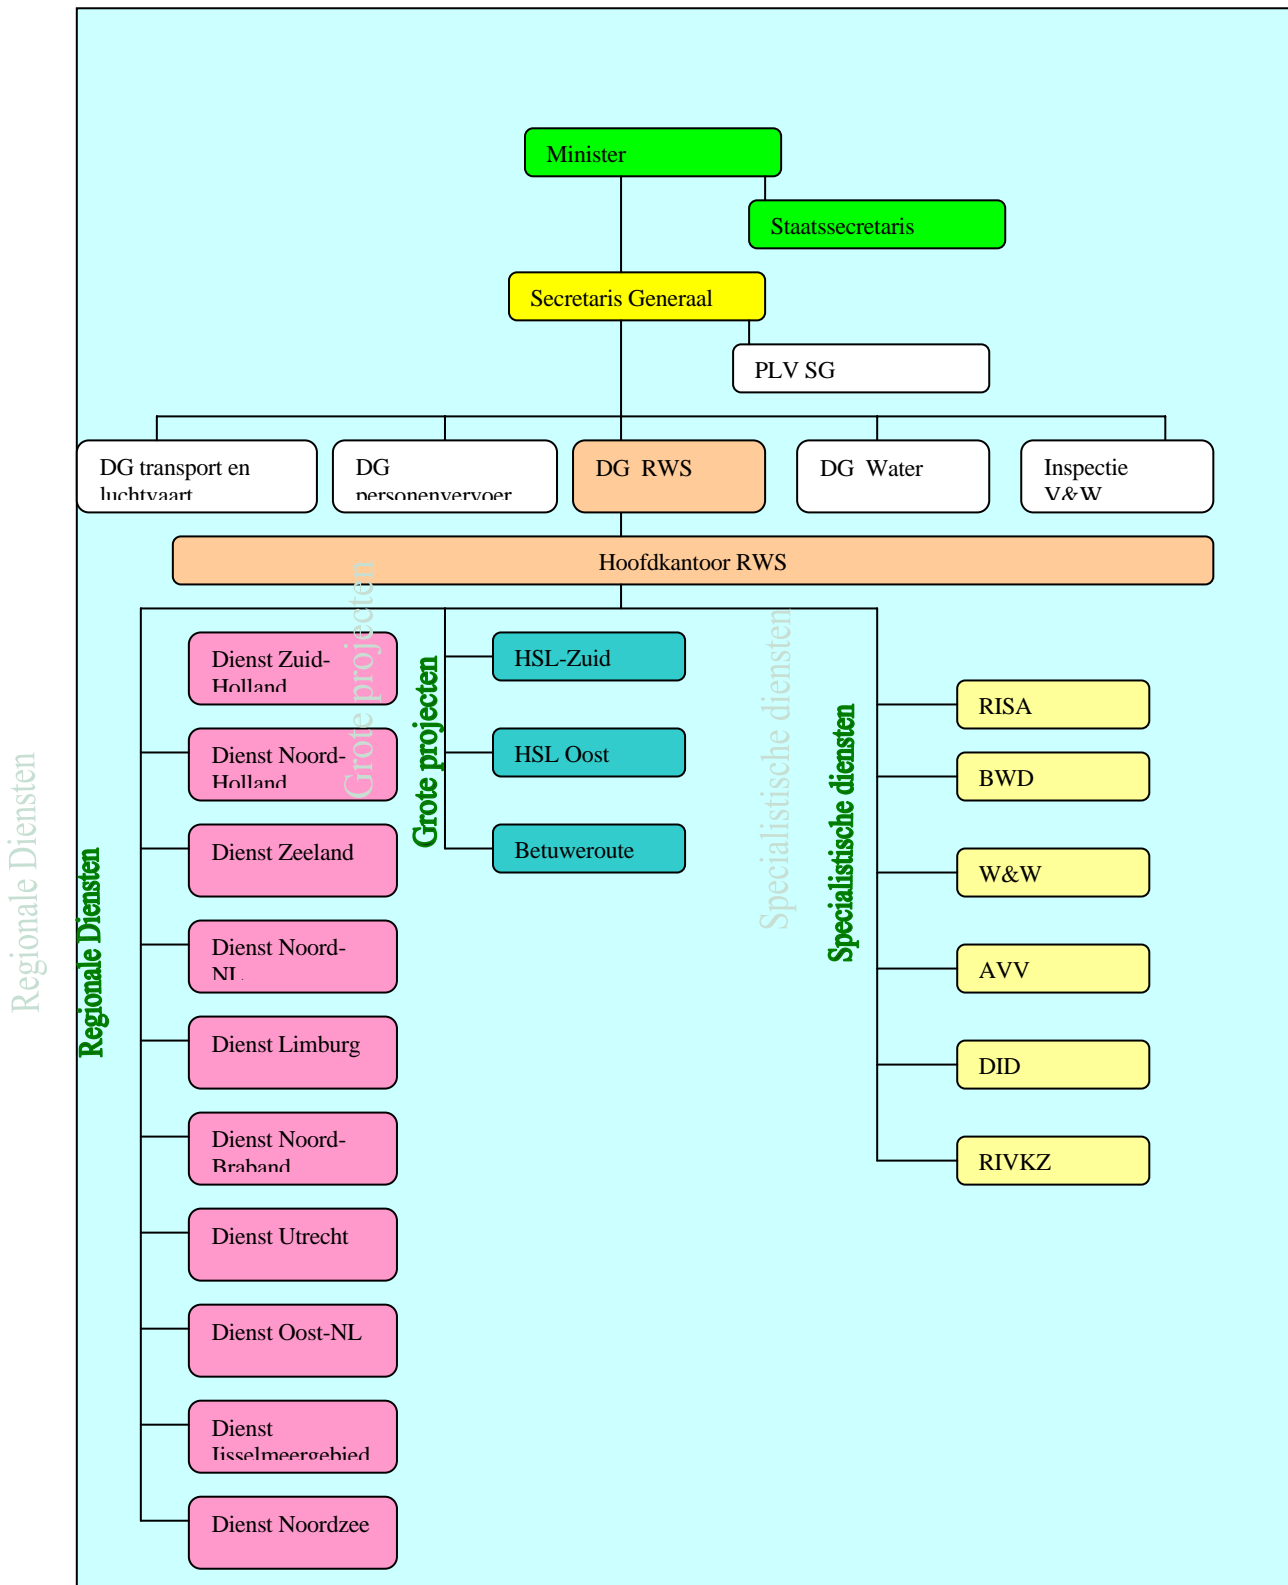 Minister
Staatssecretaris
Secretaris Generaal
PLV SG
DG transport en
luchtvaart
DG
personenvervoer
DG RWS
DG Water
Inspectie
V&W
Hoofdkantoor RWS
Regionale Diensten
Regionale Diensten
Dienst Zuid-
Holland
Dienst Noord-
Holland
Dienst Zeeland
Dienst Noord-
NL
Dienst Limburg
Dienst Noord-
Braband
Dienst Utrecht
Dienst Oost-NL
Dienst
Ijsselmeergebied
Dienst Noordzee
Grote projecten
Grote projecten
HSL-Zuid
HSL Oost
Betuweroute
Specialistische diensten
Specialistische diensten
RISA
BWD
W&W
AVV
DID
RIVKZ